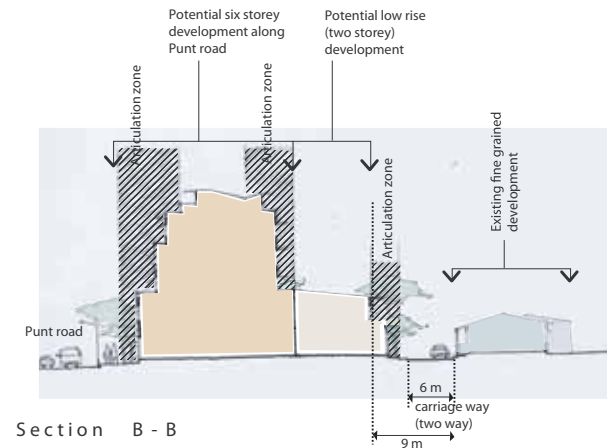 Potential six storey
development along
Punt road
Potential low rise
(two storey)
development
Articulation zone
Articulation zone
Articulation zone
Existing fine grained
development
Punt road
6 m
carriage way
(two way)
9 m
Section B - B